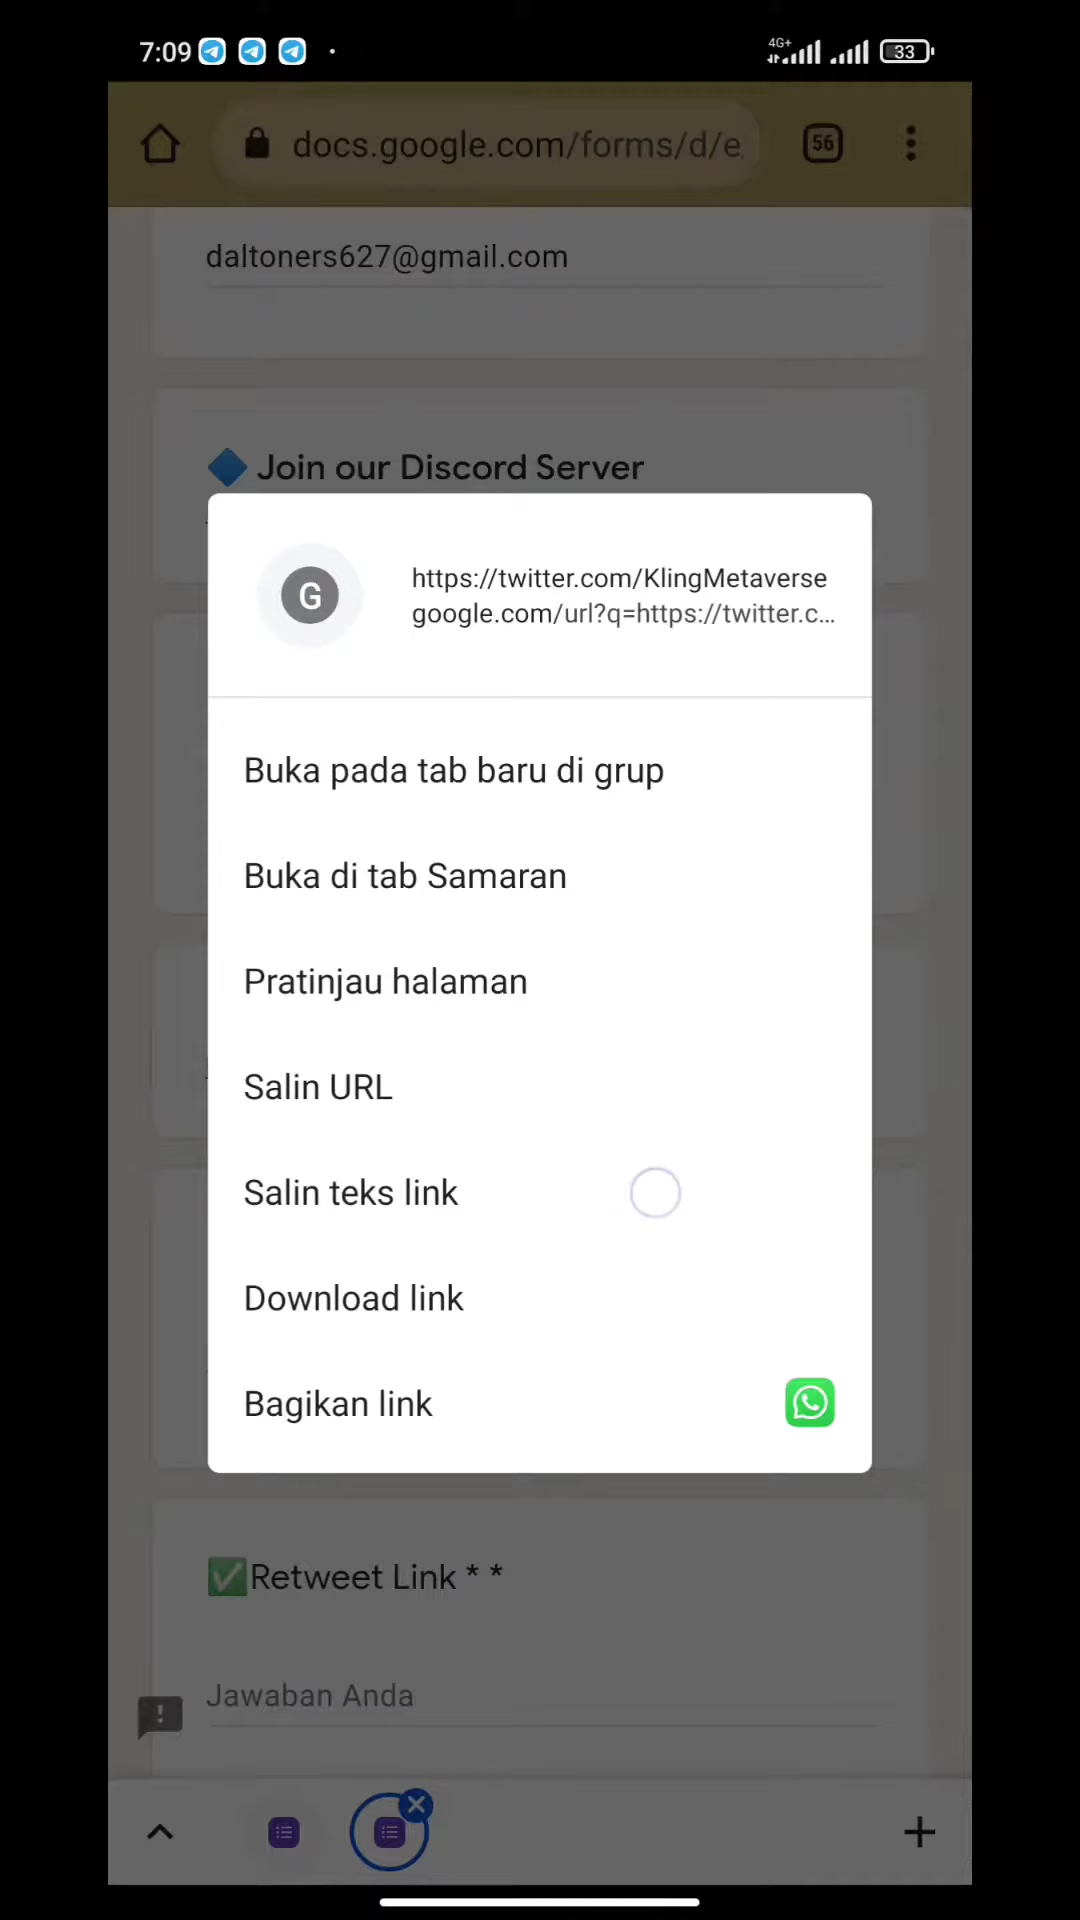 7:09
4G+
33
docs.google.com/forms/d/e
56
daltoners627@gmail.com
Join our Discord Server
G
https://twitter.com/KlingMetaverse
google.com/url?q=https://twitter.c...
Buka pada tab baru di grup
Buka di tab Samaran
Pratinjau halaman
Salin URL
Salin teks link
Download link
Bagikan link
✅Retweet Link * *
Jawaban Anda